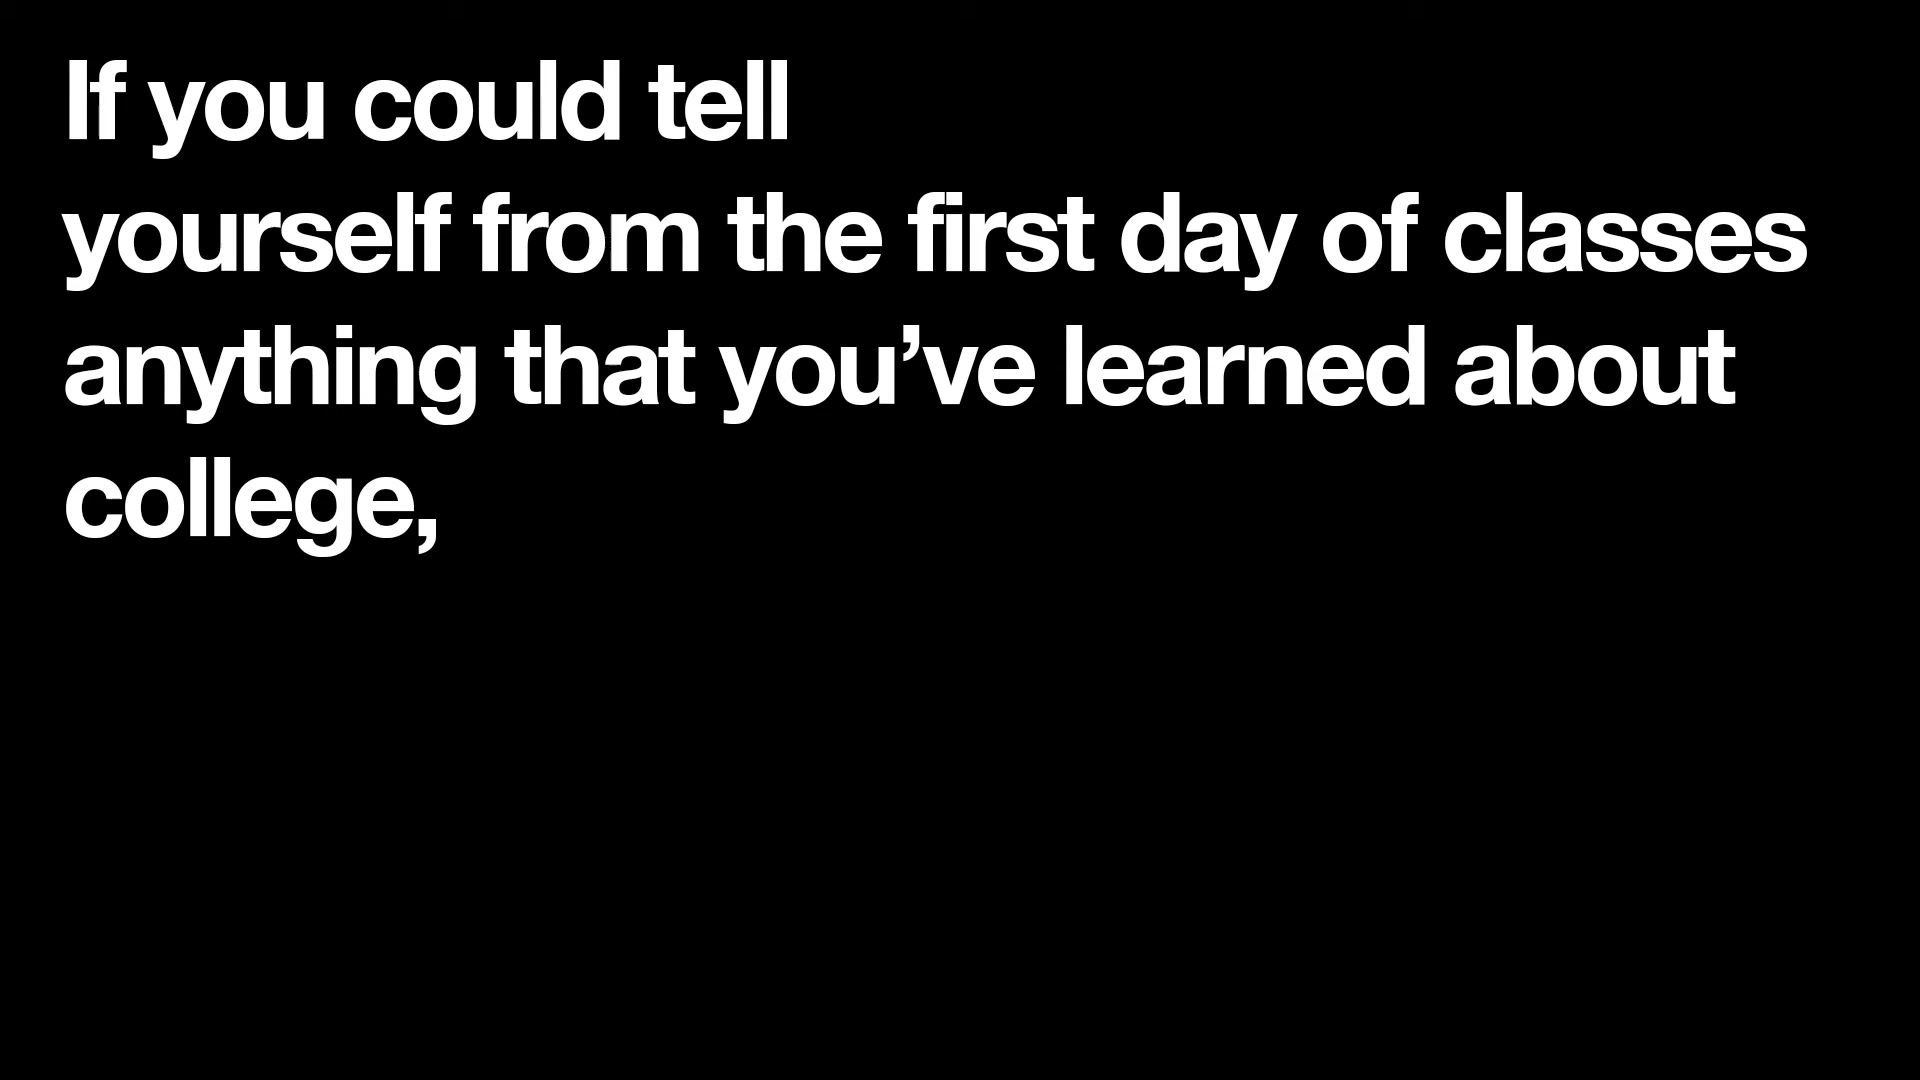 If you could tell
yourself from the first day of classes
anything that you’ve learned about
college,